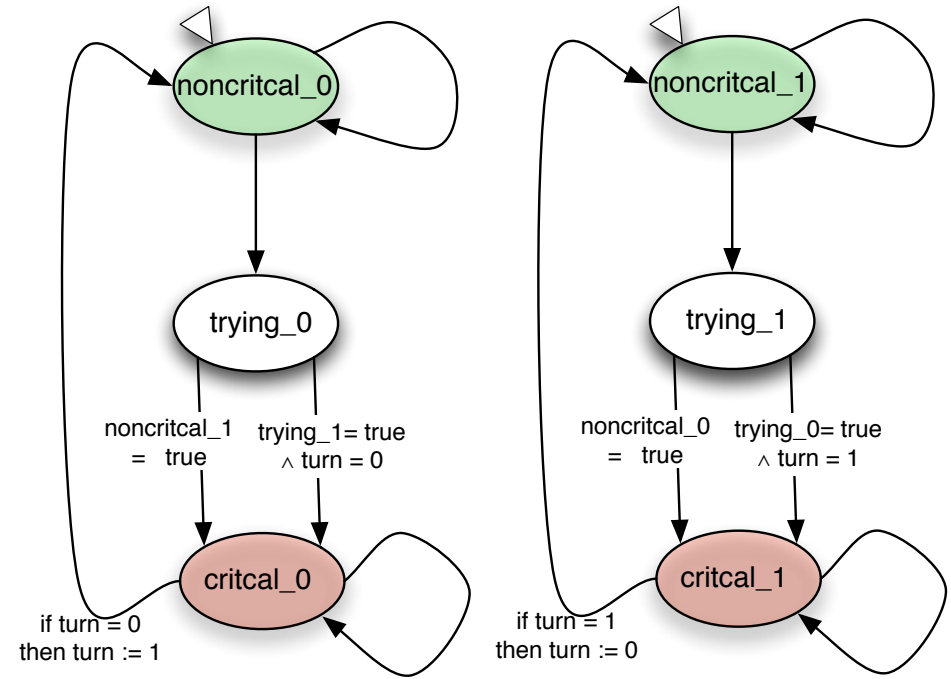 noncritcal_0
trying_0
noncritcal_1
= true
trying_1= true
∧ turn = 0
critcal_0
if turn = 0
then turn := 1
noncritcal_1
trying_1
noncritcal_0
= true
trying_0= true
∧ turn = 1
critcal_1
if turn = 1
then turn := 0